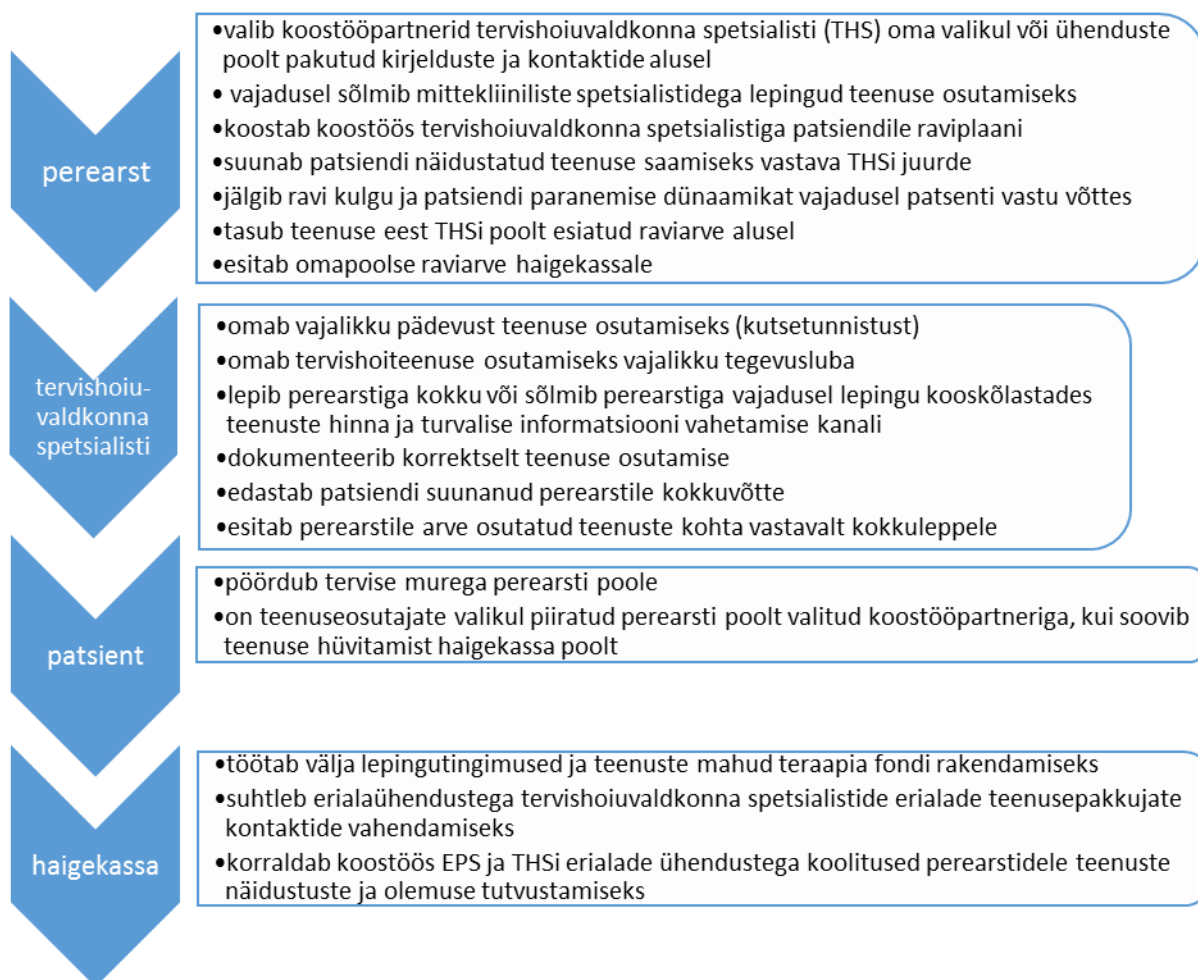 perearst
•valib koostööpartnerid tervishoiuvaldkonna spetsialisti (THS) oma valikul või ühenduste
poolt pakutud kirjelduste ja kontaktide alusel
• vajadusel sõlmib mittekliiniliste spetsialistidega lepingud teenuse osutamiseks
•koostab koostöös tervishoiuvaldkonna spetsialistiga patsiendile raviplaani
•suunab patsiendi näidustatud teenuse saamiseks vastava THSi juurde
•jälgib ravi kulgu ja patsiendi paranemise dünaamikat vajadusel patsenti vastu võttes
•tasub teenuse eest THSi poolt esiatud raviarve alusel
•esitab omapoolse raviarve haigekassale
tervishoiu-
valdkonna
spetsialisti
•omab vajalikku pädevust teenuse osutamiseks (kutsetunnistust)
•omab tervishoiteenuse osutamiseks vajalikku tegevusluba
•lepib perearstiga kokku või sõlmib perearstiga vajadusel lepingu kooskõlastades
teenuste hinna ja turvalise informatsiooni vahetamise kanali
•dokumenteerib korrektselt teenuse osutamise
•edastab patsiendi suunanud perearstile kokkuvõtte
•esitab perearstile arve osutatud teenuste kohta vastavalt kokkuleppele
patsient
•pöördub tervise murega perearsti poole
•on teenuseosutajate valikul piiratud perearsti poolt valitud koostööpartneriga, kui soovib
teenuse hüvitamist haigekassa poolt
haigekassa
•töötab välja lepingutingimused ja teenuste mahud teraapia fondi rakendamiseks
•suhtleb erialaühendustega tervishoiuvaldkonna spetsialistide erialade teenusepakkujate
kontaktide vahendamiseks
•korraldab koostöös EPS ja THSi erialade ühendustega koolitused perearstidele teenuste
näidustuste ja olemuse tutvustamiseks